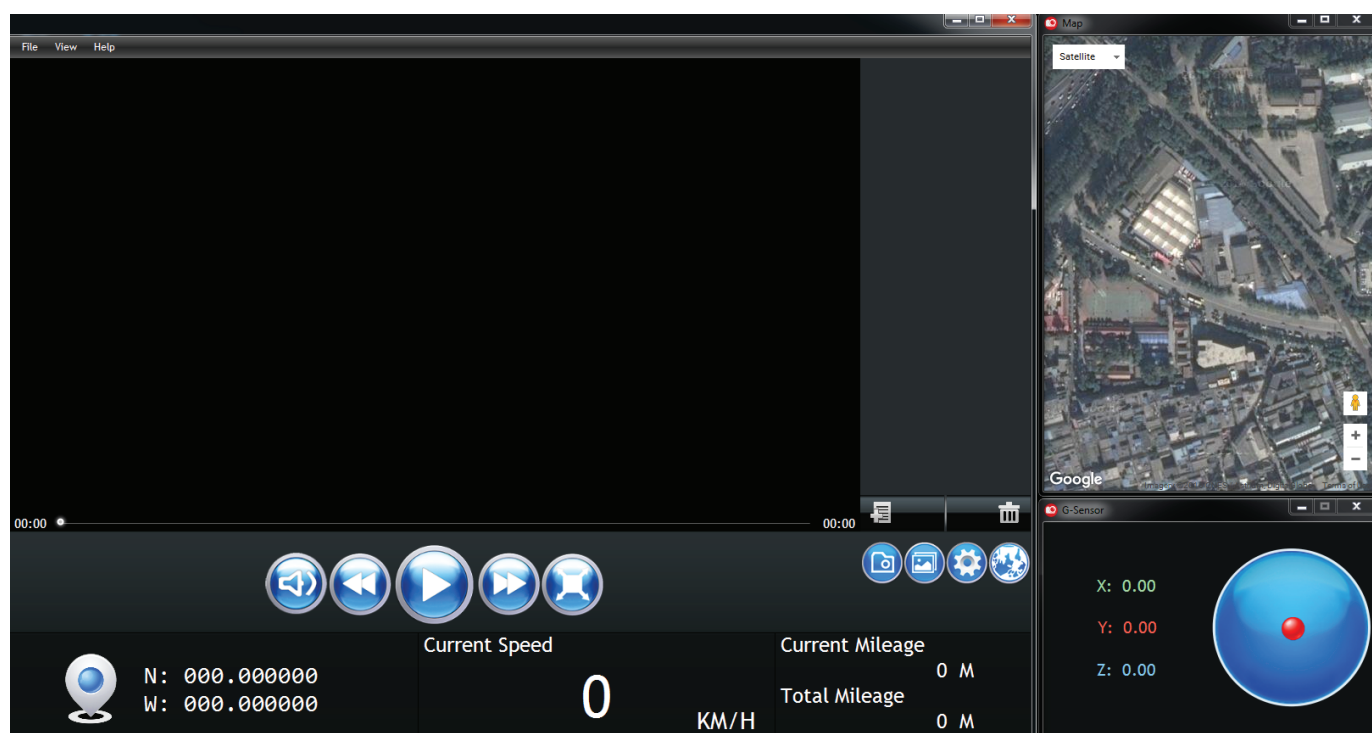 File View Help
00:00 00:00
N: 000.000000
W: 000.000000
Current Speed
0
KM/H
Current Mileage
0 M
Total Mileage
0 M
Map
Satellite
+
−
Google
G-Sensor
X: 0.00
Y: 0.00
Z: 0.00